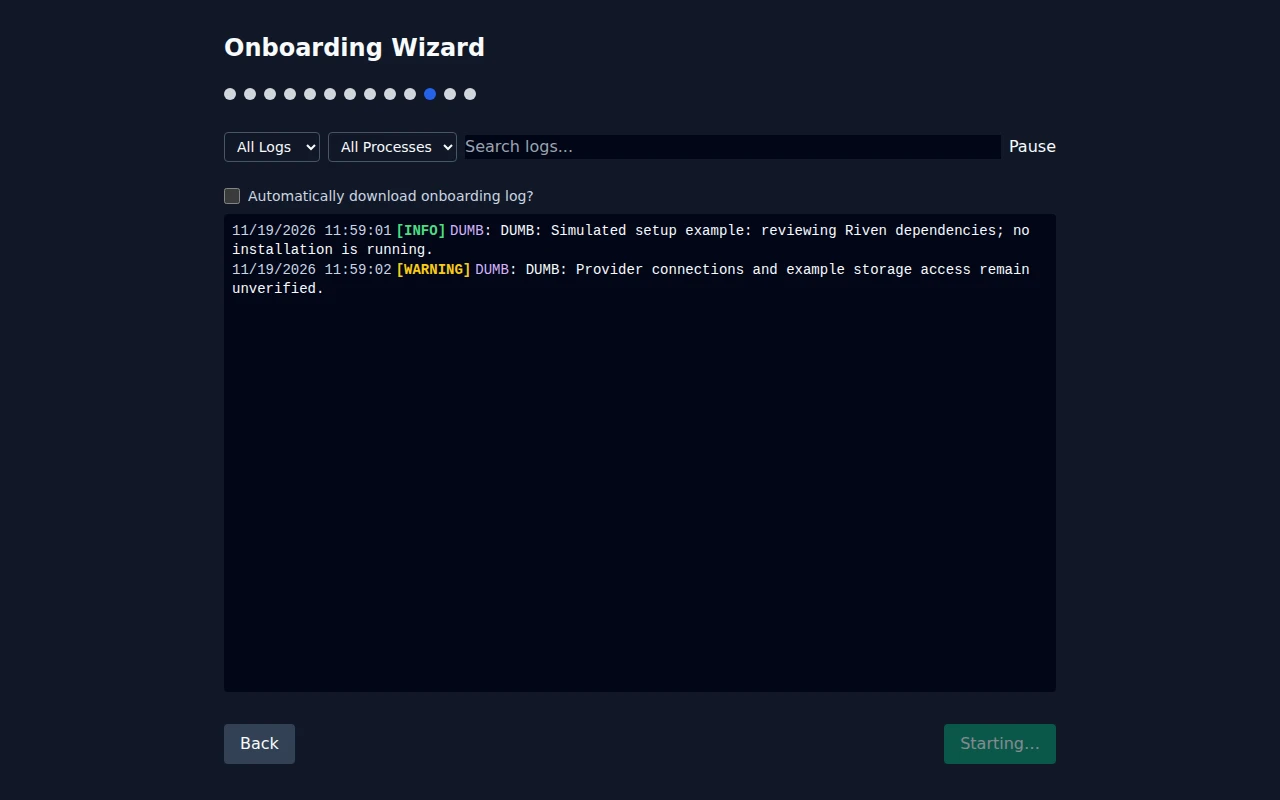 Onboarding Wizard
All Logs All Processes Search logs... Pause
Automatically download onboarding log?
11/19/2026 11:59:01 [INFO] DUMB: DUMB: Simulated setup example: reviewing Riven dependencies; no
installation is running.
11/19/2026 11:59:02 [WARNING] DUMB: DUMB: Provider connections and example storage access remain
unverified.
Back Starting...